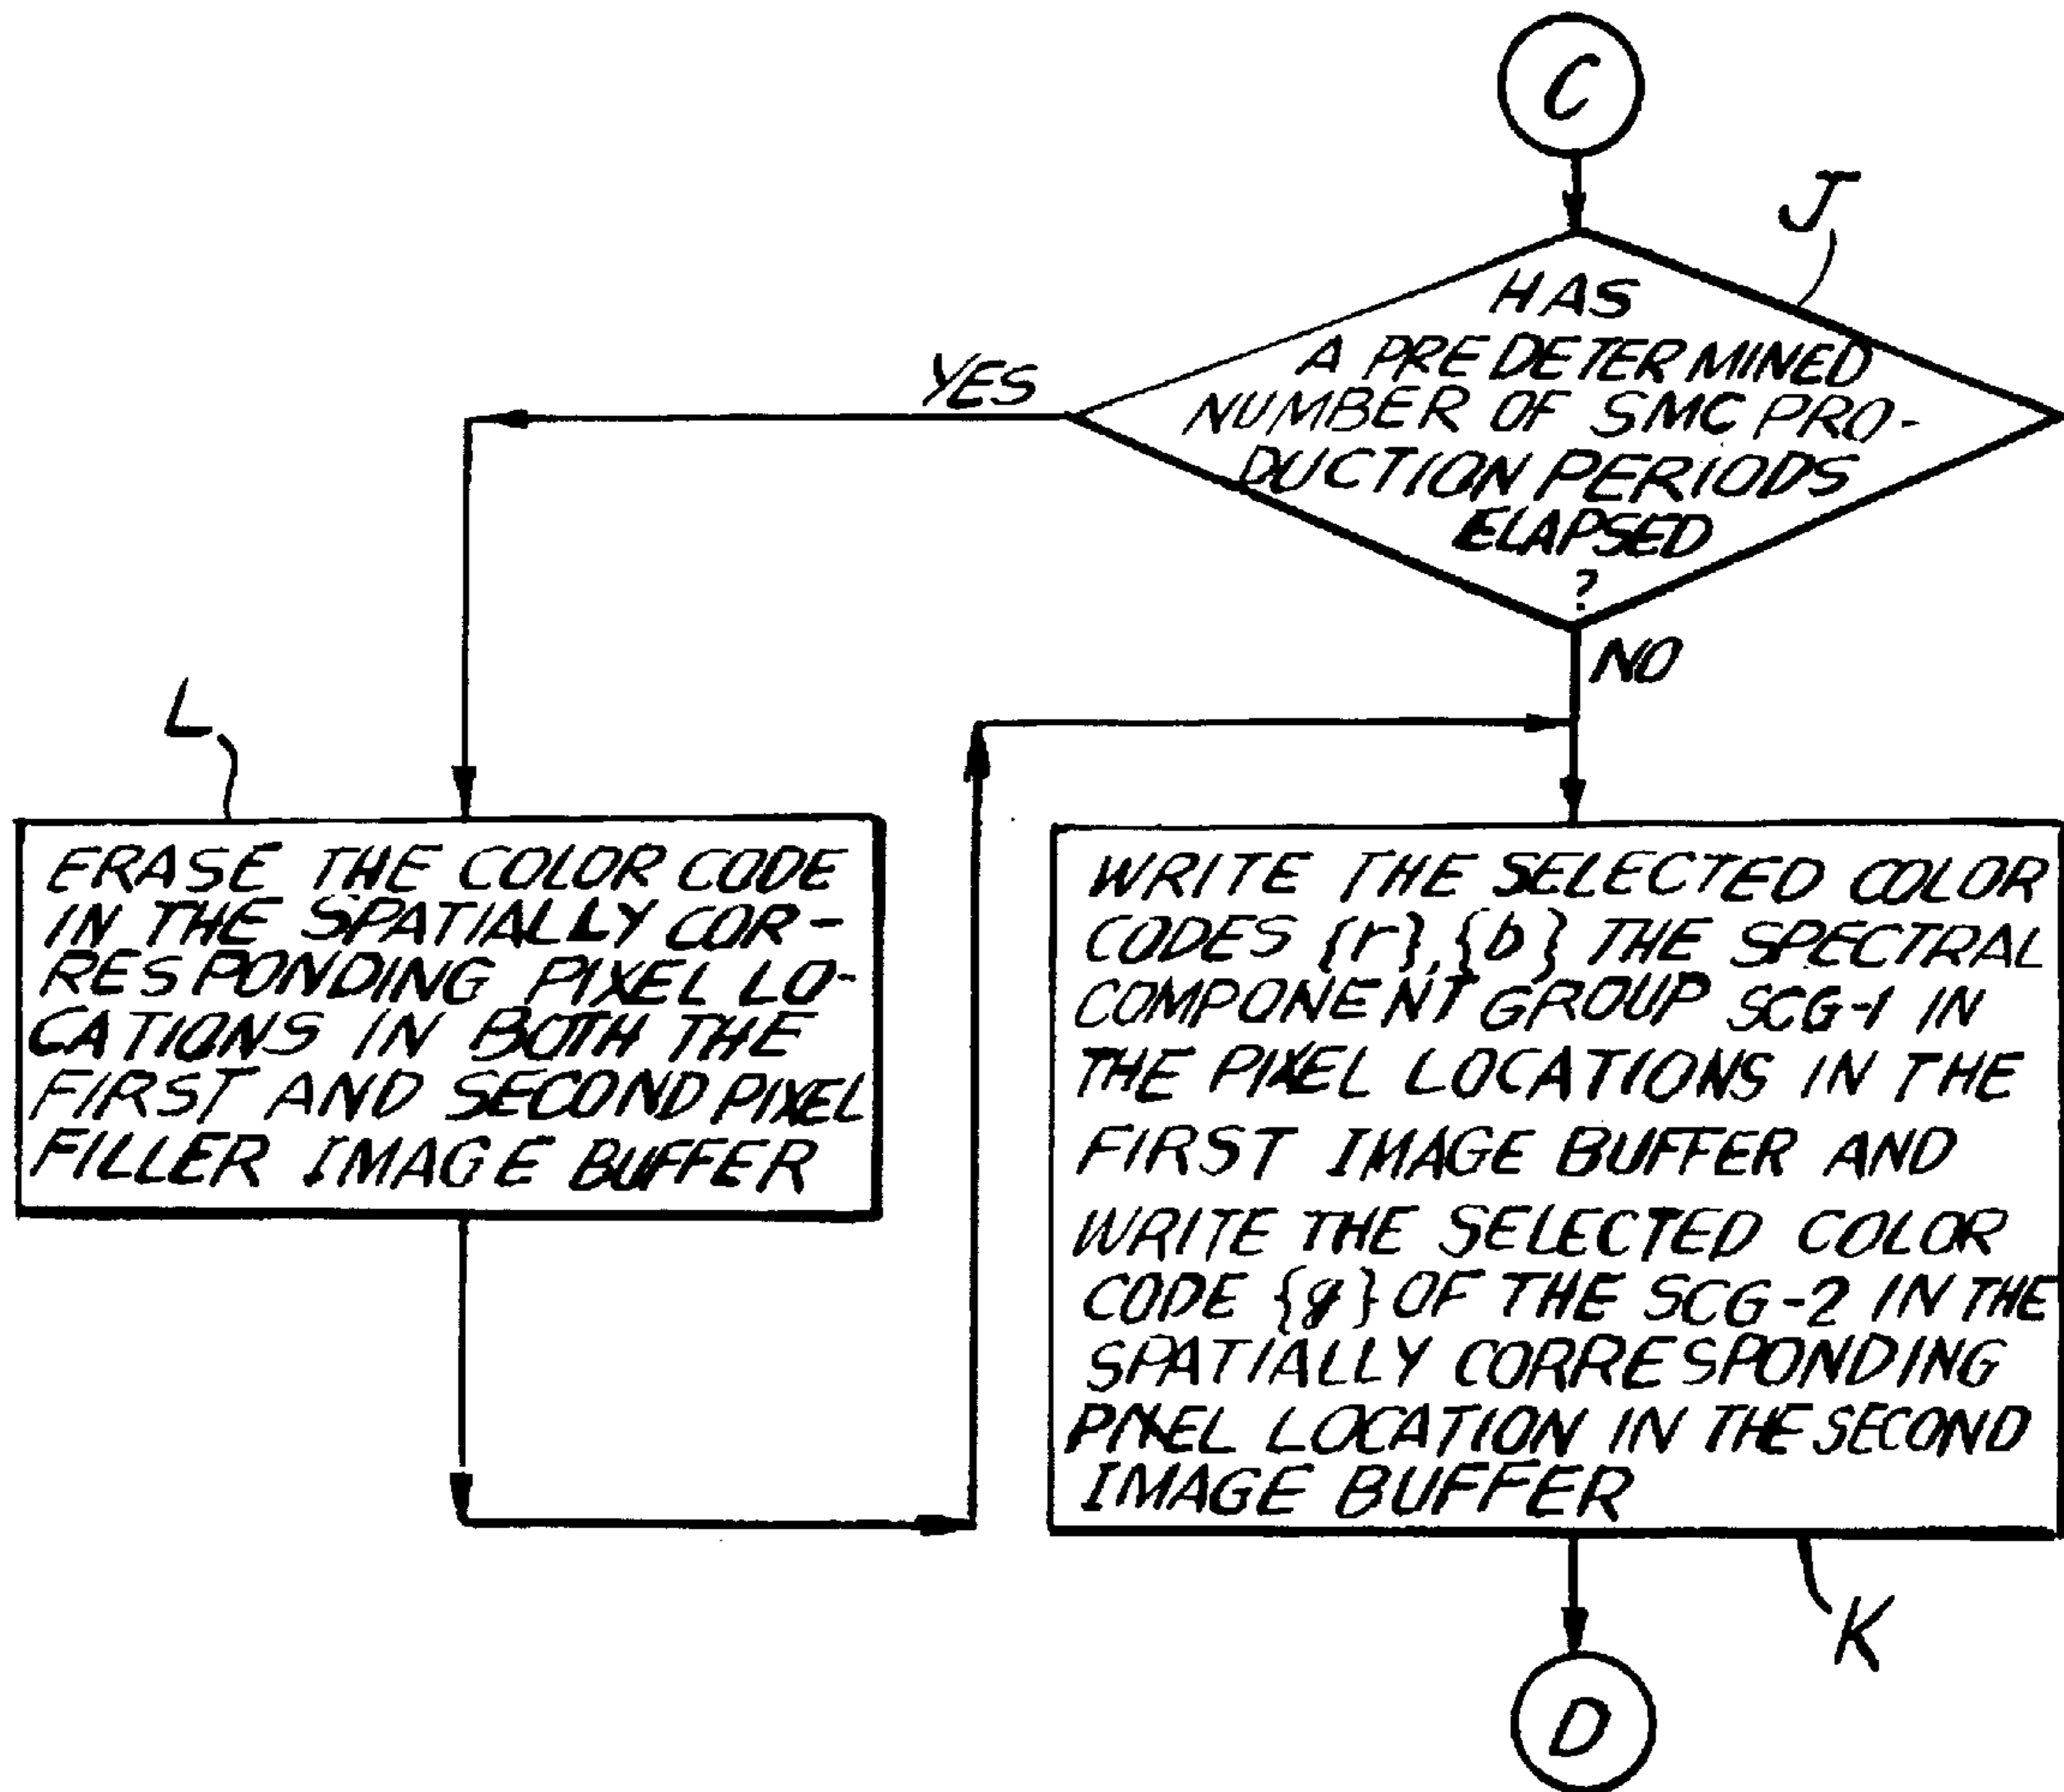 C
J
HAS
A PREDETERMINED
NUMBER OF SMC PRO-
DUCTION PERIODS
ELAPSED
?
YES
NO
L
ERASE THE COLOR CODE
IN THE SPATIALLY COR-
RESPONDING PIXEL LO-
CATIONS IN BOTH THE
FIRST AND SECOND PIXEL
FILLER IMAGE BUFFER
WRITE THE SELECTED COLOR
CODES {r},{b} THE SPECTRAL
COMPONENT GROUP SCG-1 IN
THE PIXEL LOCATIONS IN THE
FIRST IMAGE BUFFER AND
WRITE THE SELECTED COLOR
CODE {g} OF THE SCG-2 IN THE
SPATIALLY CORRESPONDING
PIXEL LOCATION IN THE SECOND
IMAGE BUFFER
K
D